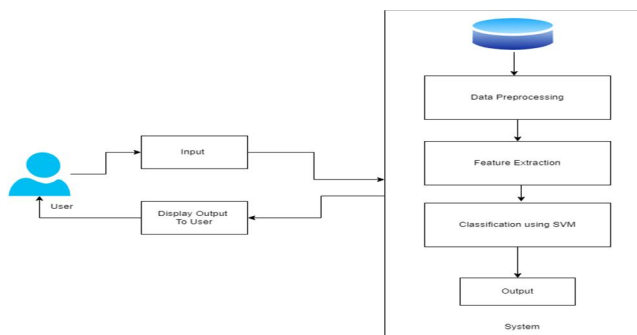 Input
User
Display Output
To User
Data Preprocessing
Feature Extraction
Classification using SVM
Output
System